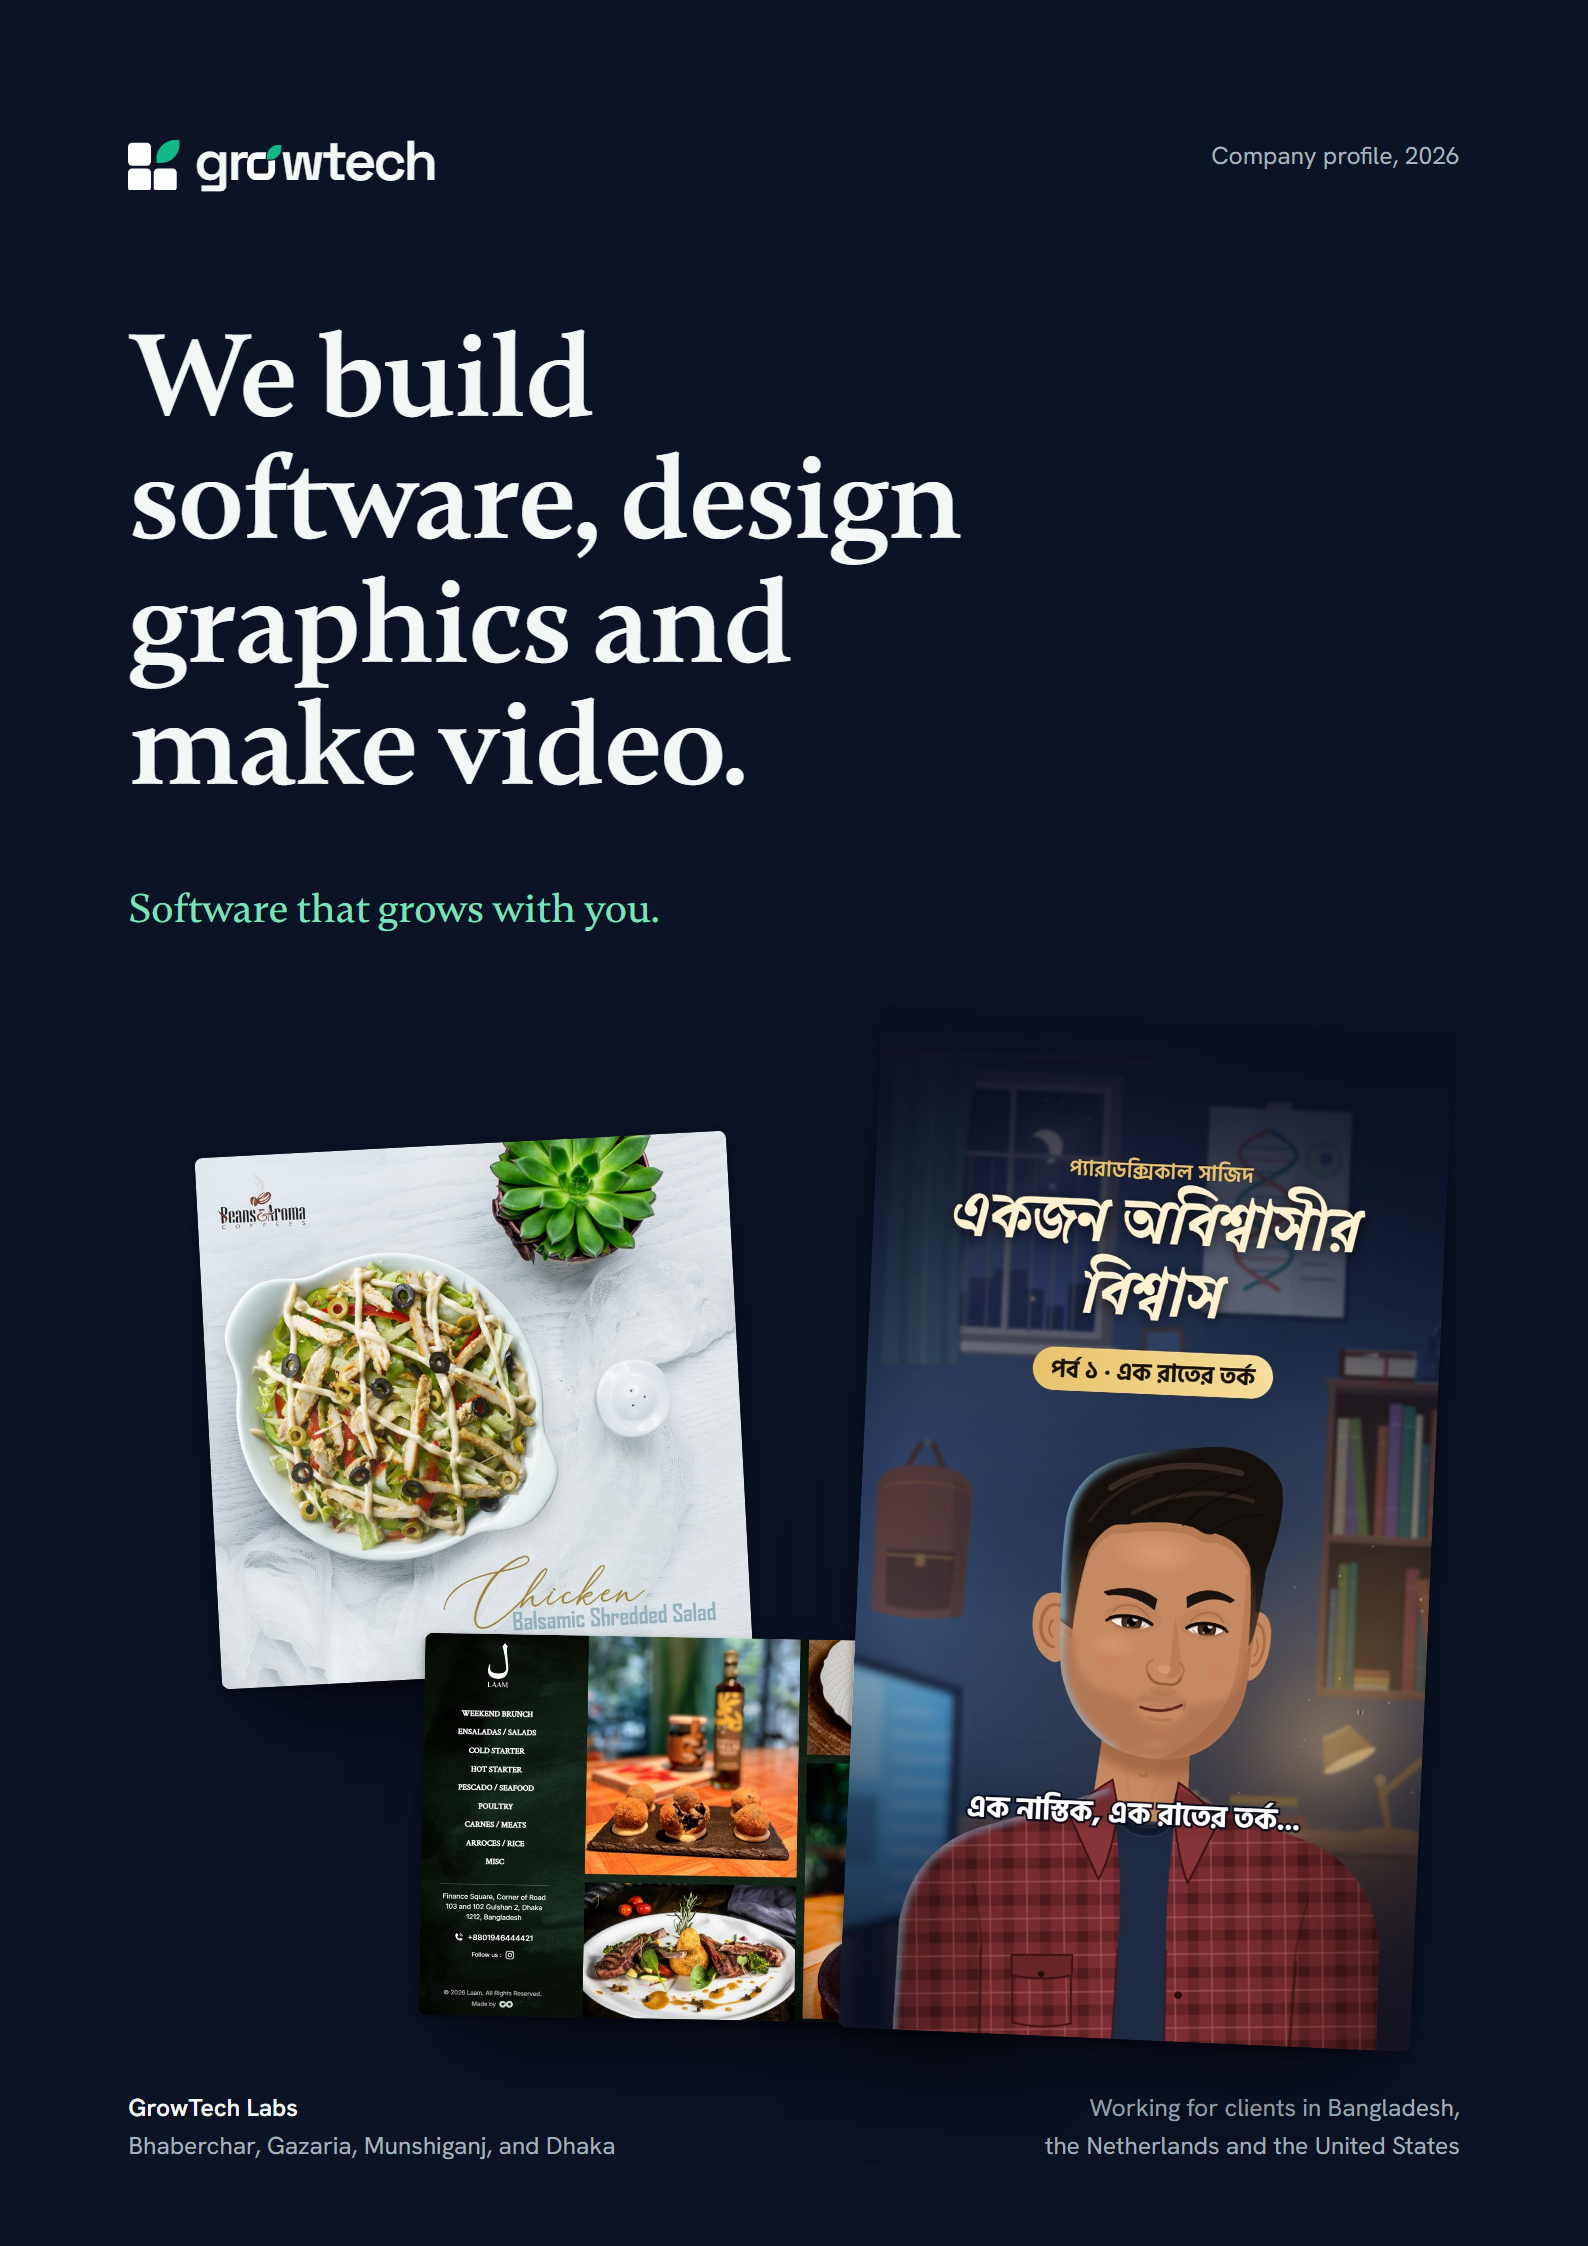 growtech
Company profile, 2026
We build
software, design
graphics and
make video.
Software that grows with you.
Beans & Aroma
COFFEES
Chicken
Balsamic Shredded Salad
LAAM
WEEKEND BRUNCH
ENSALADAS / SALADS
COLD STARTER
HOT STARTER
PESCADO / SEAFOOD
POULTRY
CARNES / MEATS
ARROCES / RICE
MISC
Finance Square, Corner of Road
103 and 102 Gulshan 2, Dhaka
1212, Bangladesh
+8801946444421
Follow us :
© 2026 Laam. All Rights Reserved.
Made by
প্যারাডক্সিকাল সাজিদ
একজন অবিশ্বাসীর
বিশ্বাস
পর্ব ১ · এক রাতের তর্ক
এক নাস্তিক, এক রাতের তর্ক...
GrowTech Labs
Bhaberchar, Gazaria, Munshiganj, and Dhaka
Working for clients in Bangladesh,
the Netherlands and the United States